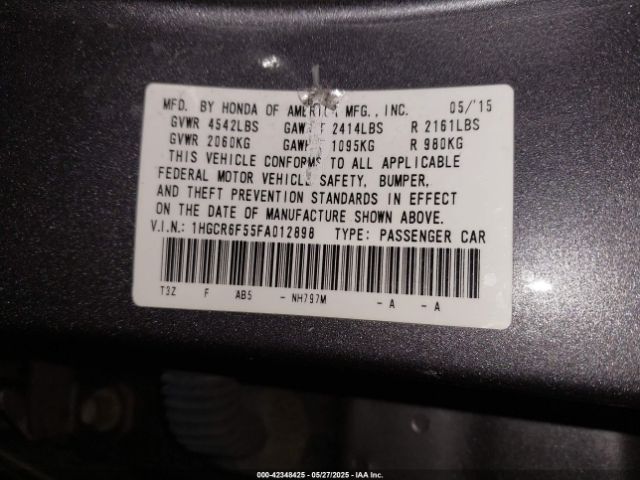 MFD. BY HONDA OF AMERICA MFG., INC. 05/'15
GVWR 4542LBS GAWR F 2414LBS R 2161LBS
GVWR 2060KG GAWR 1095KG R 980KG
THIS VEHICLE CONFORMS TO ALL APPLICABLE
FEDERAL MOTOR VEHICLE SAFETY, BUMPER,
AND THEFT PREVENTION STANDARDS IN EFFECT
ON THE DATE OF MANUFACTURE SHOWN ABOVE.
V.I.N.: 1HGCR6F55FA012898 TYPE: PASSENGER CAR
T3Z F AB5 - NH797M - A - A
000-42348425 - 05/27/2025 - IAA Inc.